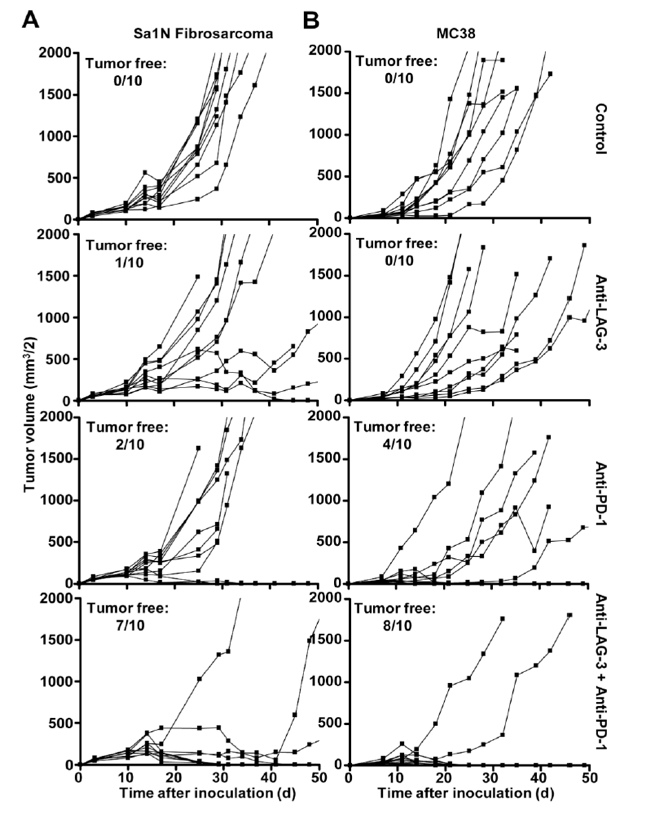 A
B
Sa1N Fibrosarcoma
MC38
2000
1500
1000
500
0
Tumor free:
0/10
2000
1500
1000
500
0
Tumor free:
0/10
Control
2000
1500
1000
500
0
Tumor free:
1/10
2000
1500
1000
500
0
Tumor free:
0/10
Anti-LAG-3
Tumor volume (mm³/2)
2000
1500
1000
500
0
Tumor free:
2/10
2000
1500
1000
500
0
Tumor free:
4/10
Anti-PD-1
2000
1500
1000
500
0
Tumor free:
7/10
2000
1500
1000
500
0
Tumor free:
8/10
Anti-LAG-3 + Anti-PD-1
0 10 20 30 40 50
0 10 20 30 40 50
Time after inoculation (d)
Time after inoculation (d)